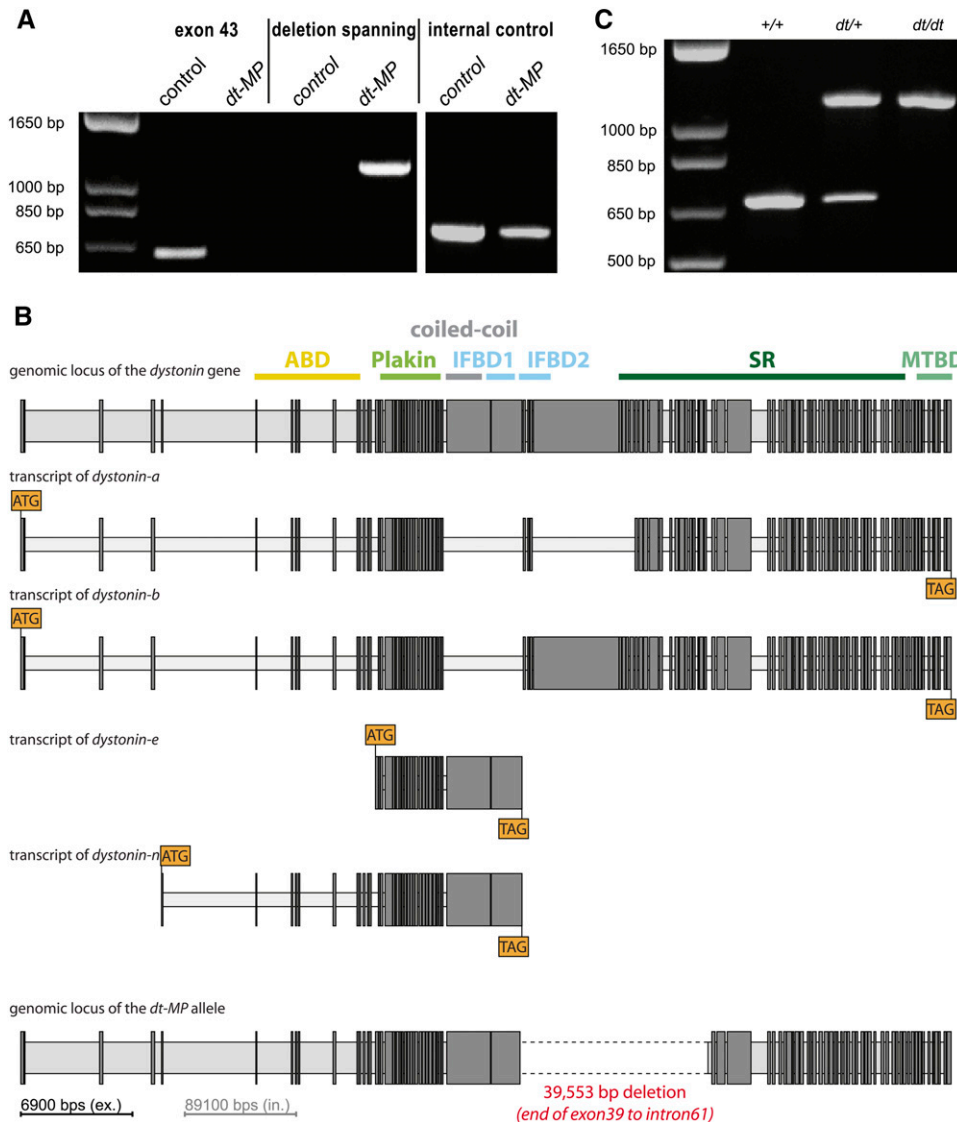 A
exon 43
deletion spanning
internal control
control
dt-MP
control
dt-MP
control
dt-MP
1650 bp
1000 bp
850 bp
650 bp
C
+/+
dt/+
dt/dt
1650 bp
1000 bp
850 bp
650 bp
500 bp
B
coiled-coil
ABD
Plakin
IFBD1
IFBD2
SR
MTBD
genomic locus of the dystonin gene
transcript of dystonin-a
ATG
TAG
transcript of dystonin-b
ATG
TAG
transcript of dystonin-e
ATG
TAG
transcript of dystonin-n
ATG
TAG
genomic locus of the dt-MP allele
39,553 bp deletion
(end of exon39 to intron61)
6900 bps (ex.)
89100 bps (in.)